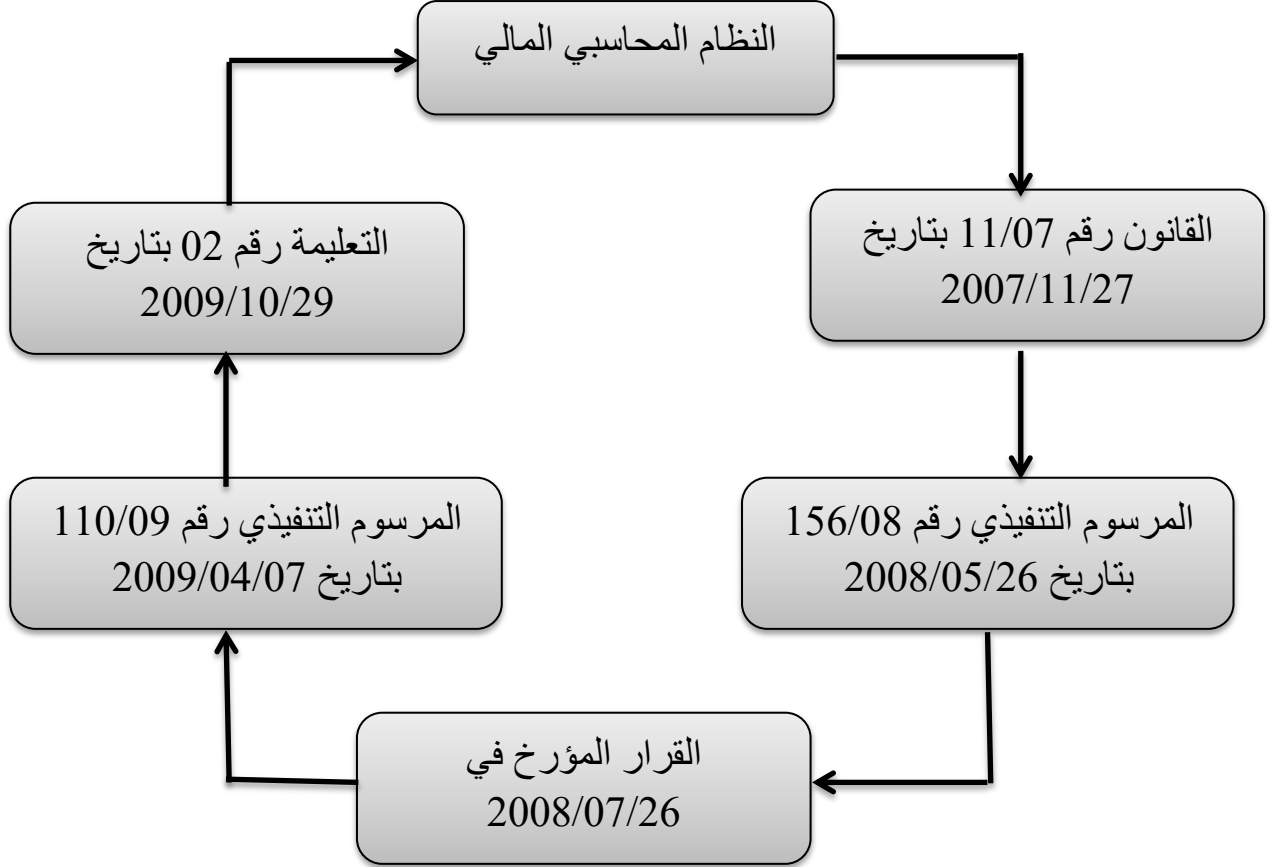 النظام المحاسبي المالي
القانون رقم 11/07 بتاريخ
2007/11/27
المرسوم التنفيذي رقم 156/08
بتاريخ 2008/05/26
القرار المؤرخ في
2008/07/26
المرسوم التنفيذي رقم 110/09
بتاريخ 2009/04/07
التعليمة رقم 02 بتاريخ
2009/10/29